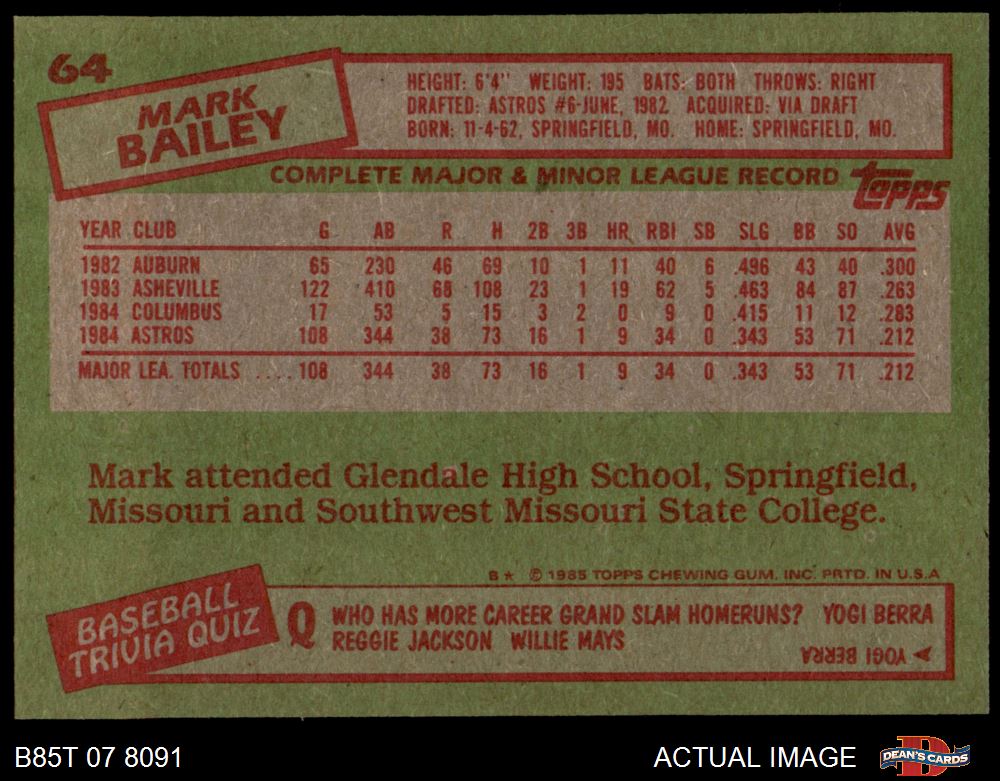 64
MARK
BAILEY
HEIGHT: 6'4" WEIGHT: 195 BATS: BOTH THROWS: RIGHT
DRAFTED: ASTROS #6-JUNE, 1982. ACQUIRED: VIA DRAFT
BORN: 11-4-62, SPRINGFIELD, MO. HOME: SPRINGFIELD, MO.
COMPLETE MAJOR & MINOR LEAGUE RECORD topps
YEAR CLUB G AB R H 2B 3B HR RBI SB SLG BB SO AVG
1982 AUBURN 65 230 46 69 10 1 11 40 6 .496 43 40 .300
1983 ASHEVILLE 122 410 68 108 23 1 19 62 5 .463 84 87 .263
1984 COLUMBUS 17 53 5 15 3 2 0 9 0 .415 11 12 .283
1984 ASTROS 108 344 38 73 16 1 9 34 0 .343 53 71 .212
MAJOR LEA. TOTALS .... 108 344 38 73 16 1 9 34 0 .343 53 71 .212
Mark attended Glendale High School, Springfield,
Missouri and Southwest Missouri State College.
B★ © 1985 TOPPS CHEWING GUM, INC. PRTD. IN U.S.A
BASEBALL
TRIVIA QUIZ
Q WHO HAS MORE CAREER GRAND SLAM HOMERUNS? YOGI BERRA
REGGIE JACKSON WILLIE MAYS
YOGI BERRA
B85T 07 8091 ACTUAL IMAGE DEAN'S CARDS